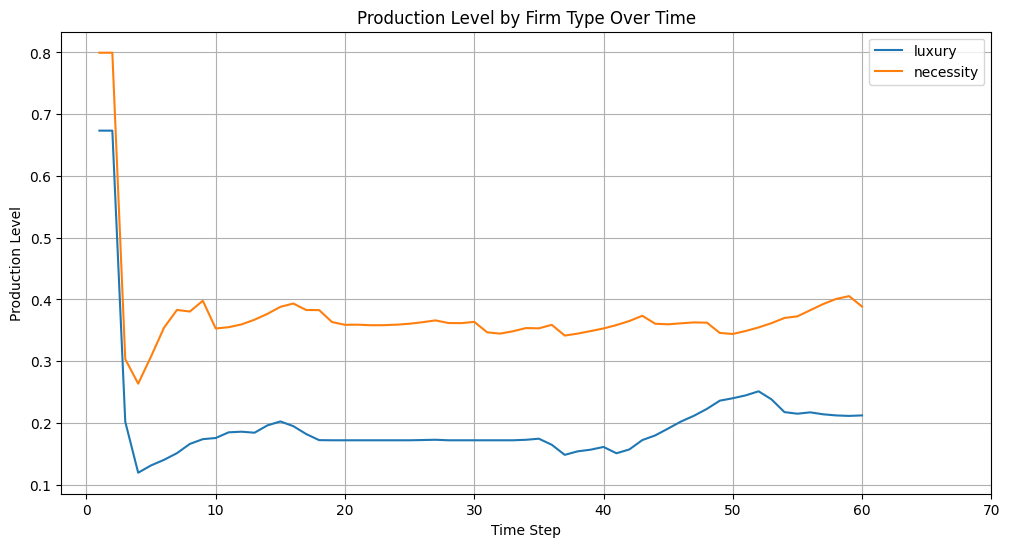 Production Level by Firm Type Over Time
luxury
necessity
Production Level
0.8
0.7
0.6
0.5
0.4
0.3
0.2
0.1
0 10 20 30 40 50 60 70
Time Step